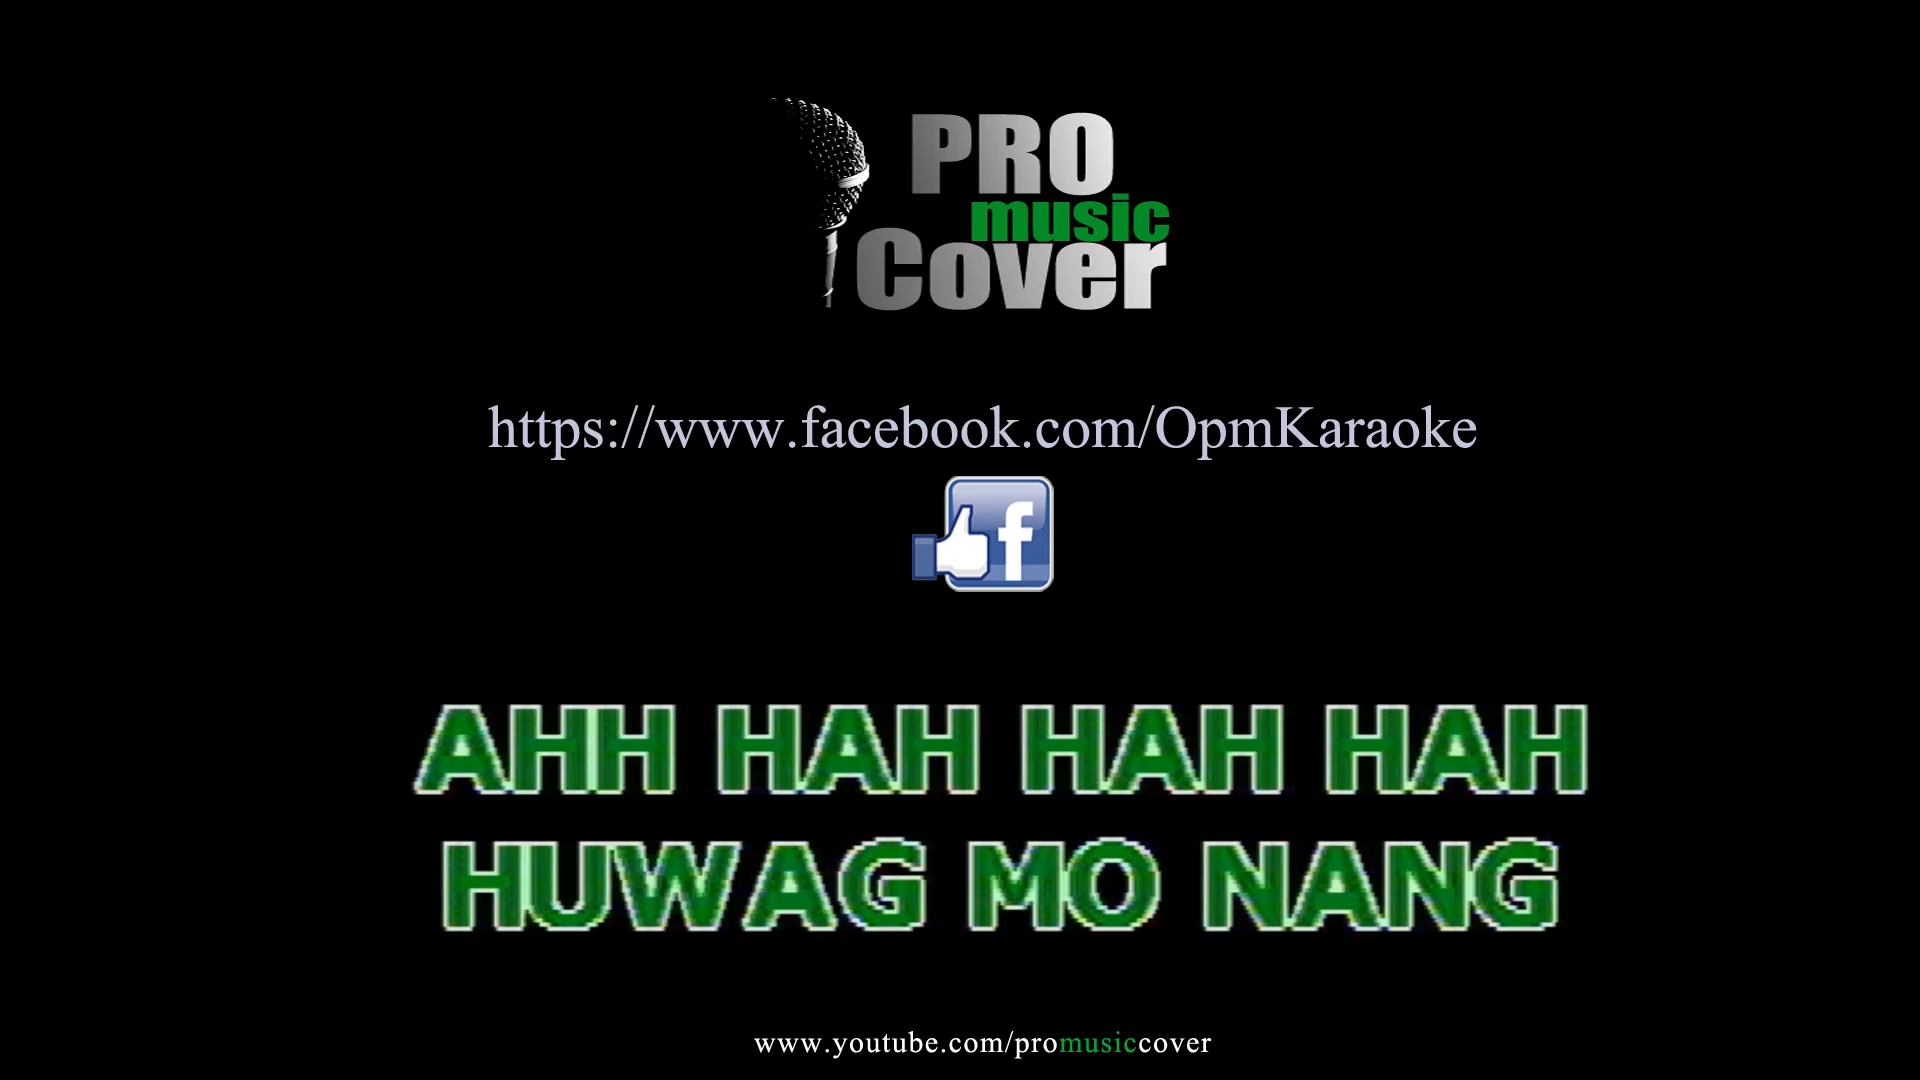 PRO
music
Cover
https://www.facebook.com/OpmKaraoke
f
AHH HAH HAH HAH
HUWAG MO NANG
www.youtube.com/promusiccover